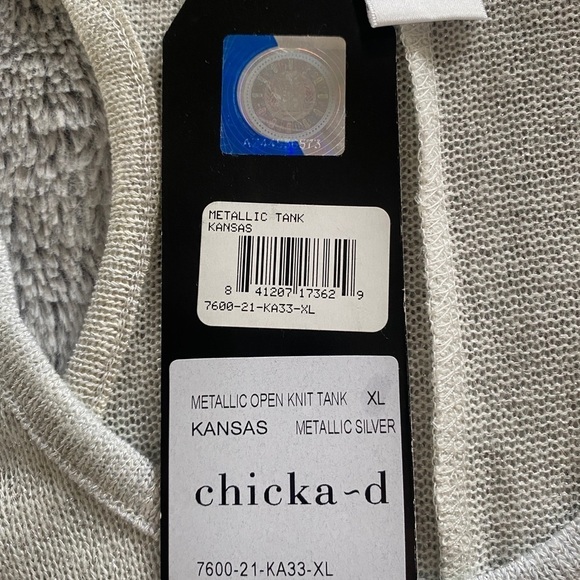 METALLIC TANK
KANSAS
8 41207 17362 9
7600-21-KA33-XL
METALLIC OPEN KNIT TANK XL
KANSAS METALLIC SILVER
chicka-d
7600-21-KA33-XL